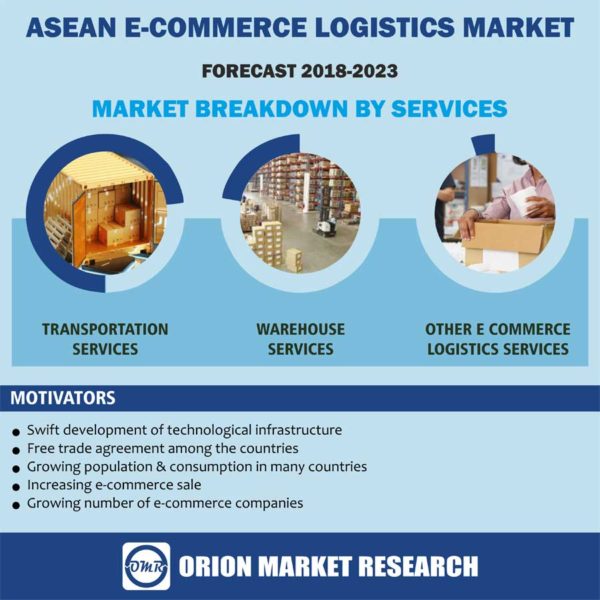 ASEAN E-COMMERCE LOGISTICS MARKET
FORECAST 2018-2023
MARKET BREAKDOWN BY SERVICES
TRANSPORTATION
SERVICES
WAREHOUSE
SERVICES
OTHER E COMMERCE
LOGISTICS SERVICES
MOTIVATORS
● Swift development of technological infrastructure
● Free trade agreement among the countries
● Growing population & consumption in many countries
● Increasing e-commerce sale
● Growing number of e-commerce companies
OMR
ORION MARKET RESEARCH